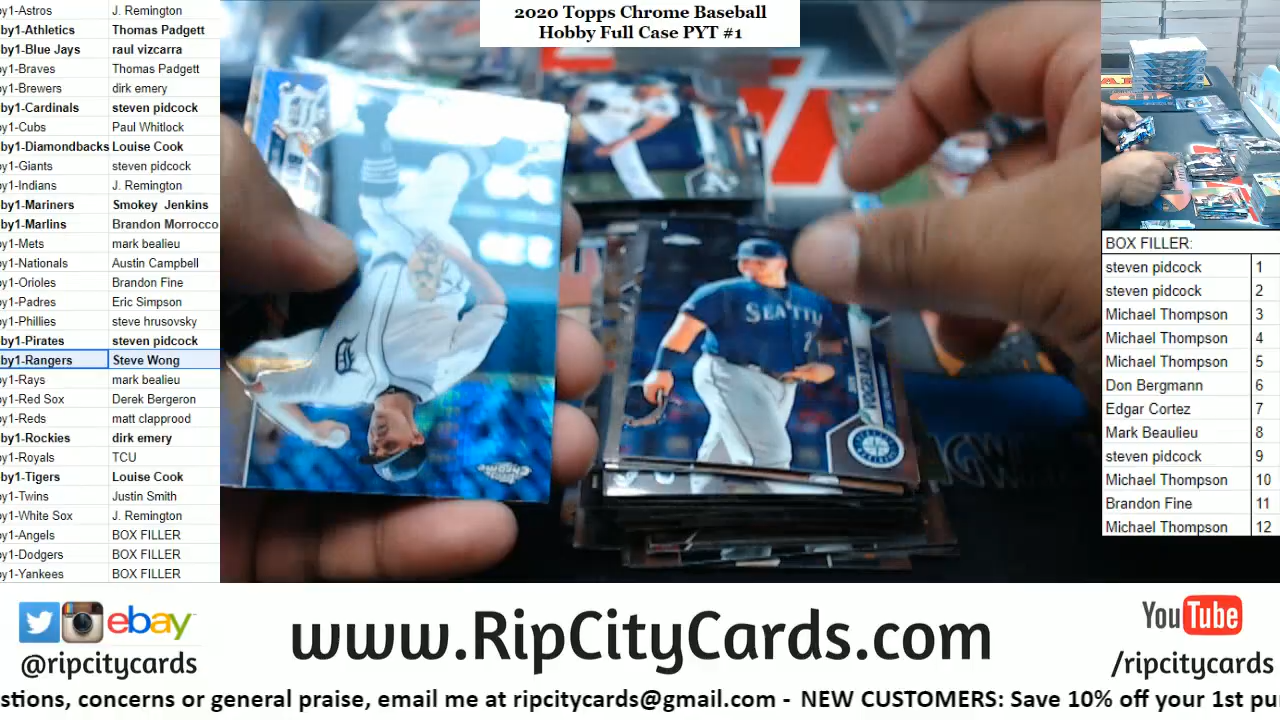 2020 Topps Chrome Baseball
Hobby Full Case PYT #1
by1-Astros J. Remington
by1-Athletics Thomas Padgett
by1-Blue Jays raul vizcarra
by1-Braves Thomas Padgett
by1-Brewers dirk emery
by1-Cardinals steven pidcock
by1-Cubs Paul Whitlock
by1-Diamondbacks Louise Cook
by1-Giants steven pidcock
by1-Indians J. Remington
by1-Mariners Smokey Jenkins
by1-Marlins Brandon Morrocco
by1-Mets mark bealieu
by1-Nationals Austin Campbell
by1-Orioles Brandon Fine
by1-Padres Eric Simpson
by1-Phillies steve hrusovsky
by1-Pirates steven pidcock
by1-Rangers Steve Wong
by1-Rays mark bealieu
by1-Red Sox Derek Bergeron
by1-Reds matt clapprood
by1-Rockies dirk emery
by1-Royals TCU
by1-Tigers Louise Cook
by1-Twins Justin Smith
by1-White Sox J. Remington
by1-Angels BOX FILLER
by1-Dodgers BOX FILLER
by1-Yankees BOX FILLER
SEATTLE
VOGELBACH
BOX FILLER:
steven pidcock 1
steven pidcock 2
Michael Thompson 3
Michael Thompson 4
Michael Thompson 5
Don Bergmann 6
Edgar Cortez 7
Mark Beaulieu 8
steven pidcock 9
Michael Thompson 10
Brandon Fine 11
Michael Thompson 12
ebay
@ripcitycards
www.RipCityCards.com
YouTube
/ripcitycards
stions, concerns or general praise, email me at ripcitycards@gmail.com - NEW CUSTOMERS: Save 10% off your 1st pu